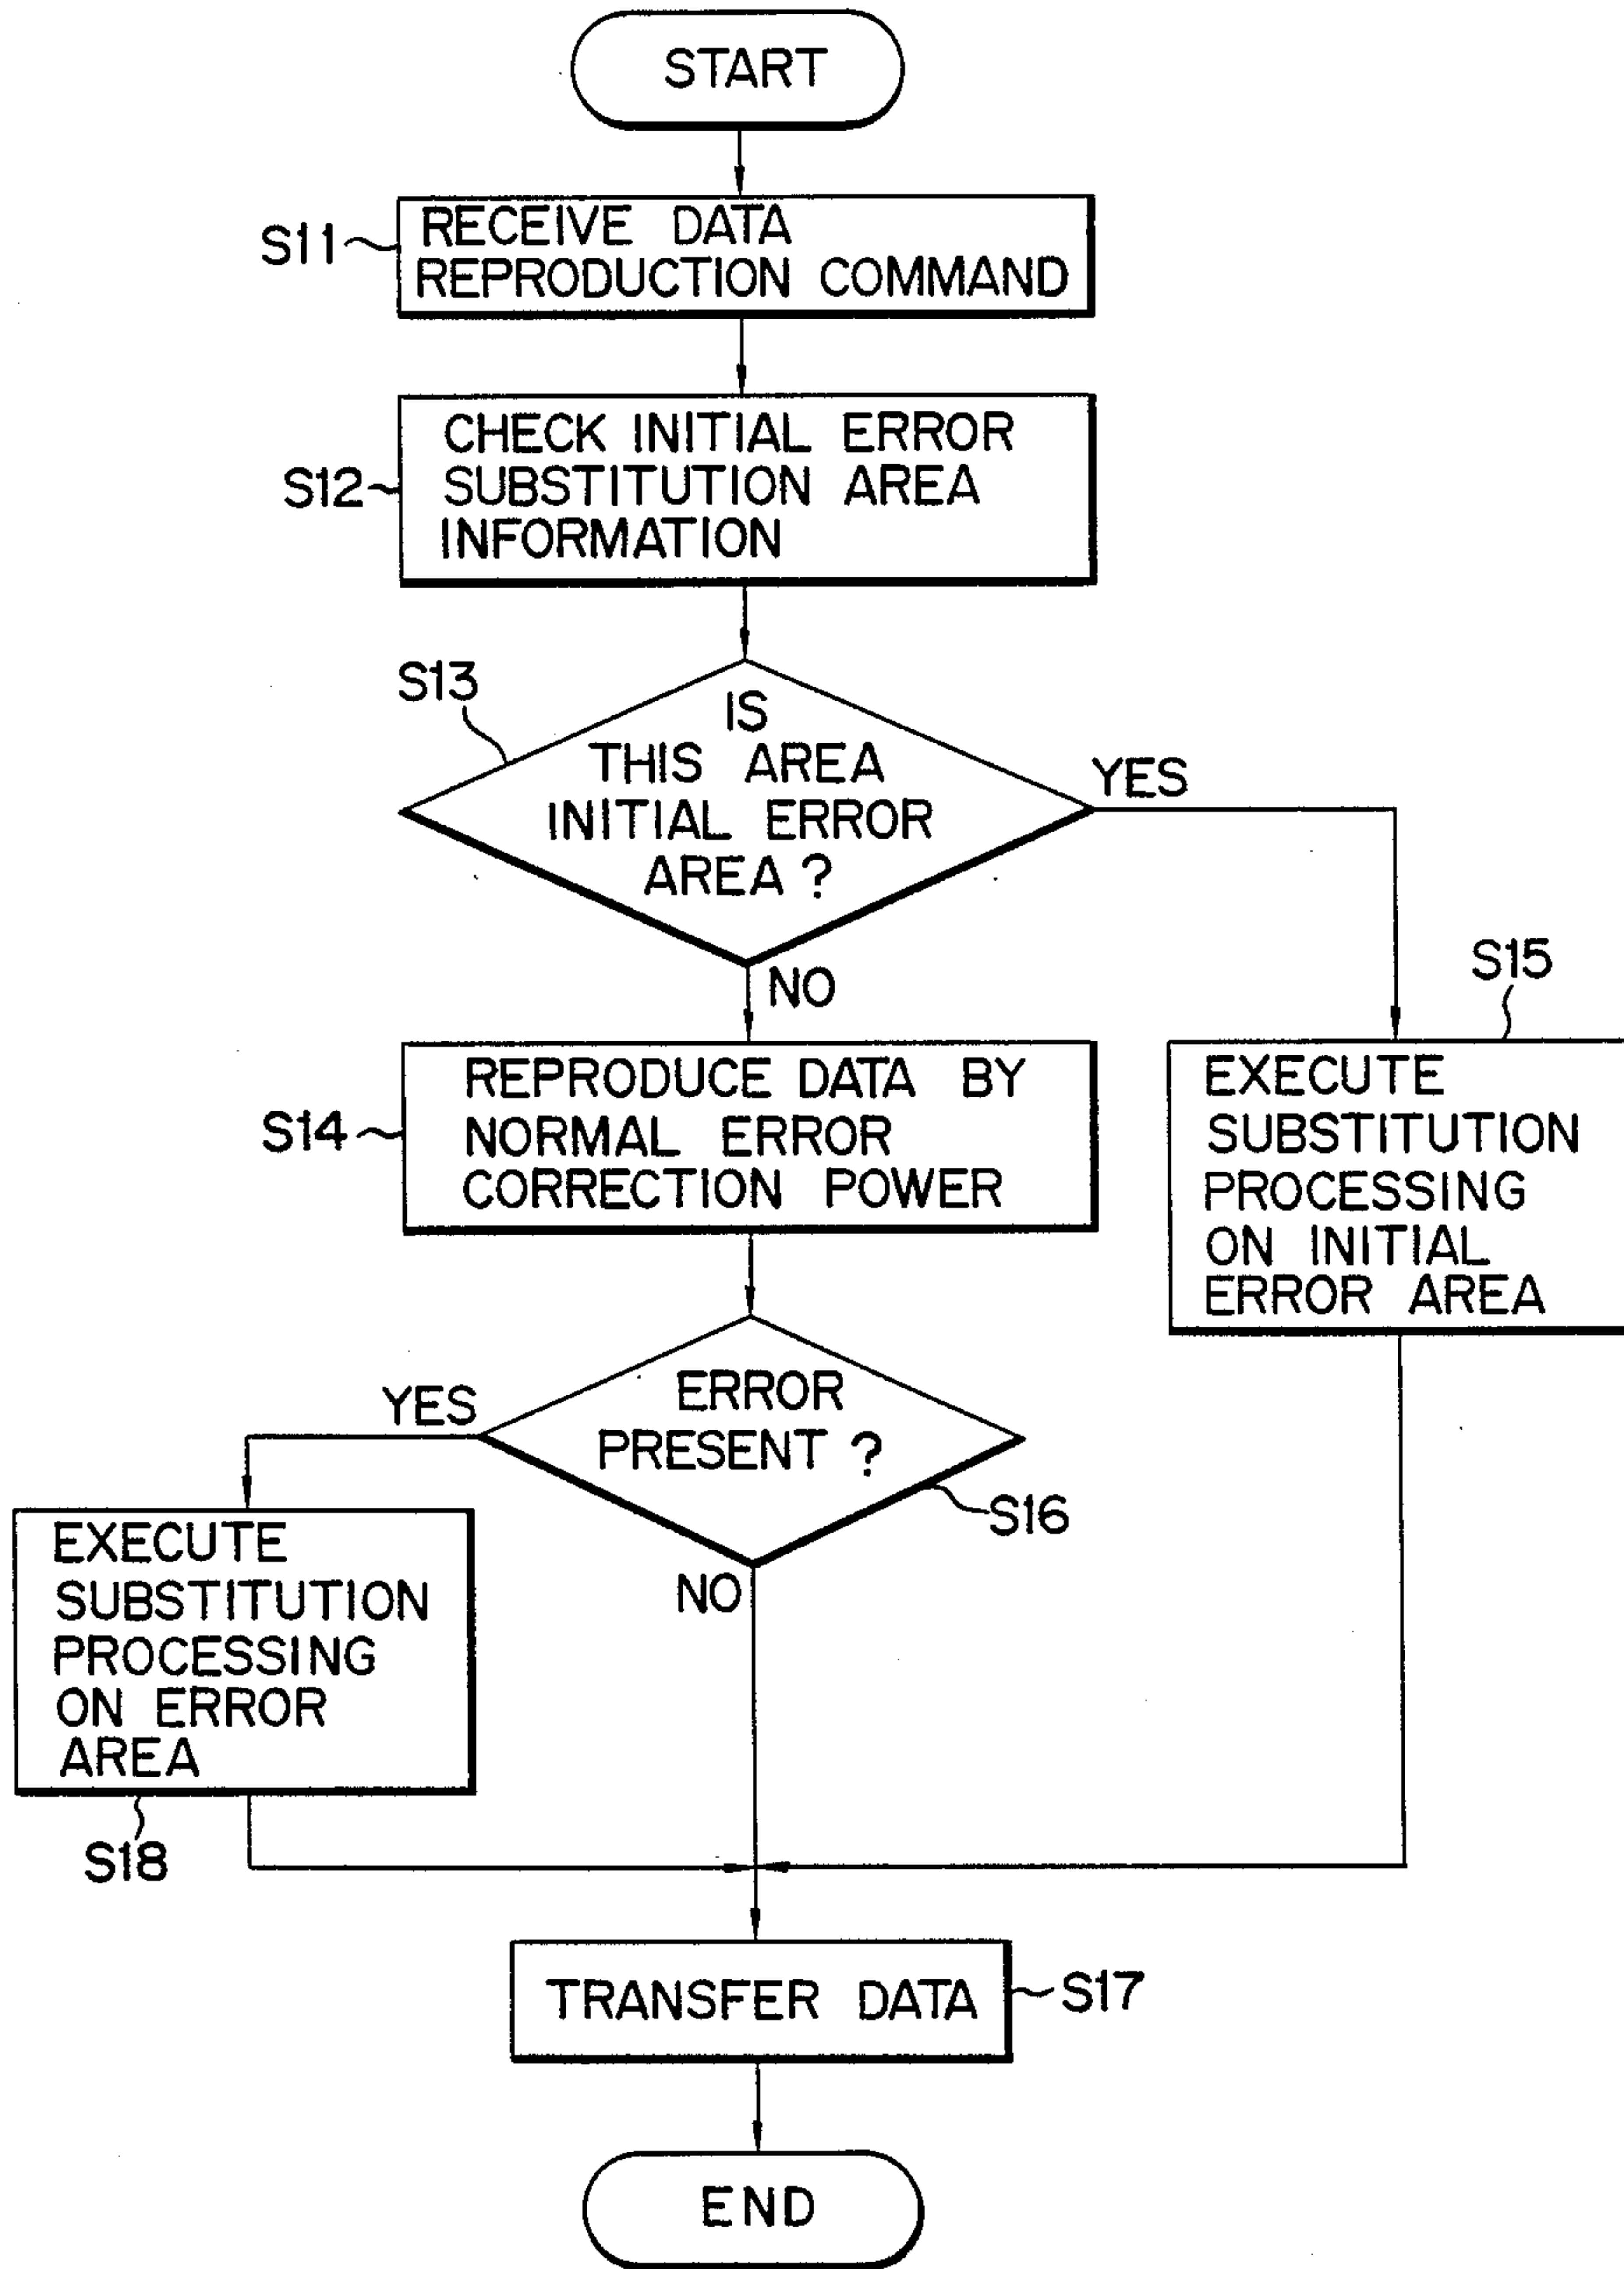 START
S11
RECEIVE DATA
REPRODUCTION COMMAND
S12
CHECK INITIAL ERROR
SUBSTITUTION AREA
INFORMATION
S13
IS
THIS AREA
INITIAL ERROR
AREA ?
YES
NO
S14
REPRODUCE DATA BY
NORMAL ERROR
CORRECTION POWER
S15
EXECUTE
SUBSTITUTION
PROCESSING
ON INITIAL
ERROR AREA
ERROR
PRESENT ?
YES
S16
NO
EXECUTE
SUBSTITUTION
PROCESSING
ON ERROR
AREA
S18
TRANSFER DATA
S17
END